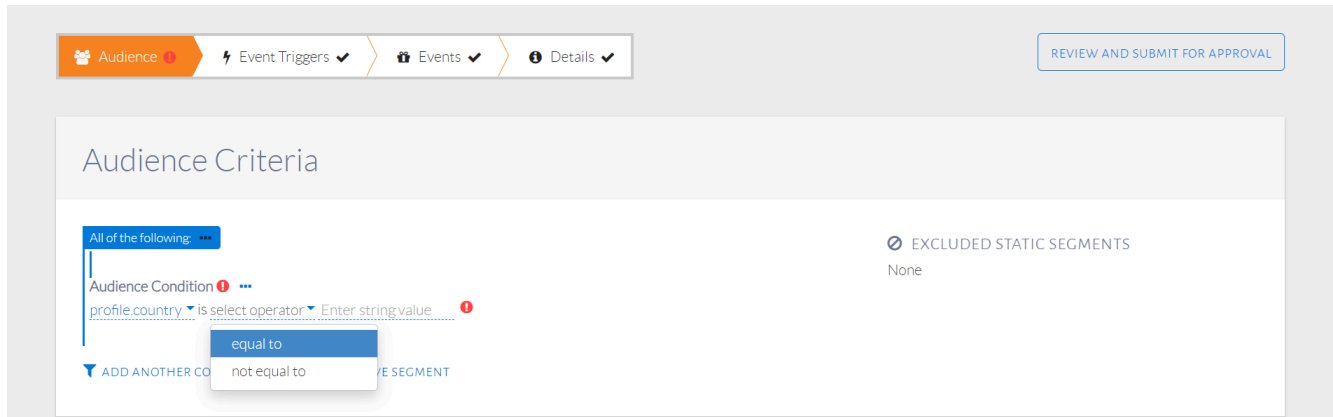 Audience
Event Triggers
Events
Details
REVIEW AND SUBMIT FOR APPROVAL
Audience Criteria
All of the following:
EXCLUDED STATIC SEGMENTS
None
Audience Condition
profile.country is select operator Enter string value
equal to
not equal to
ADD ANOTHER CO
E SEGMENT